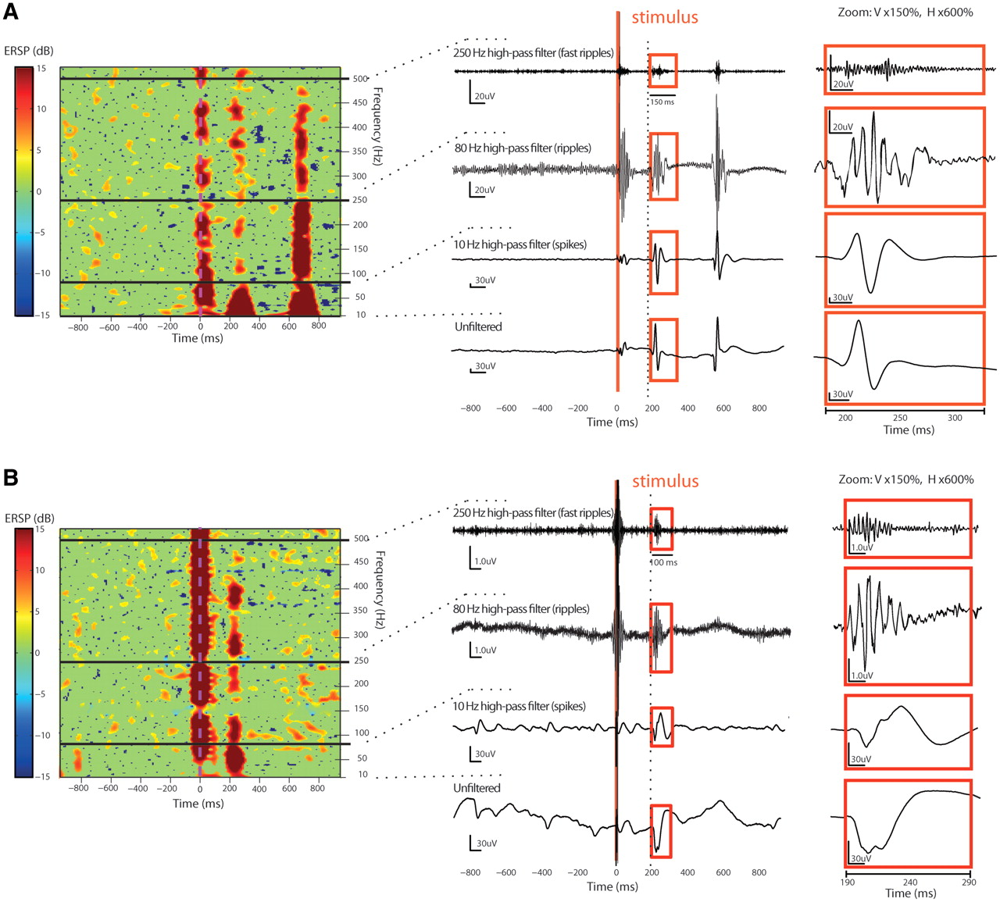 A
ERSP (dB)
15
10
5
0
−5
−10
−15
500
450
400
350
300
250
200
150
100
50
10
Frequency (Hz)
−800 −600 −400 −200 0 200 400 600 800
Time (ms)
stimulus
250 Hz high-pass filter (fast ripples)
20uV
150 ms
80 Hz high-pass filter (ripples)
20uV
10 Hz high-pass filter (spikes)
30uV
Unfiltered
30uV
−800 −600 −400 −200 0 200 400 600 800
Time (ms)
Zoom: V x150%, H x600%
20uV
20uV
30uV
30uV
200 250 300
Time (ms)
B
ERSP (dB)
15
10
5
0
−5
−10
−15
500
450
400
350
300
250
200
150
100
50
10
Frequency (Hz)
−800 −600 −400 −200 0 200 400 600 800
Time (ms)
stimulus
250 Hz high-pass filter (fast ripples)
1.0uV
100 ms
80 Hz high-pass filter (ripples)
1.0uV
10 Hz high-pass filter (spikes)
30uV
Unfiltered
30uV
−800 −600 −400 −200 0 200 400 600 800
Time (ms)
Zoom: V x150%, H x600%
1.0uV
1.0uV
30uV
30uV
190 240 290
Time (ms)